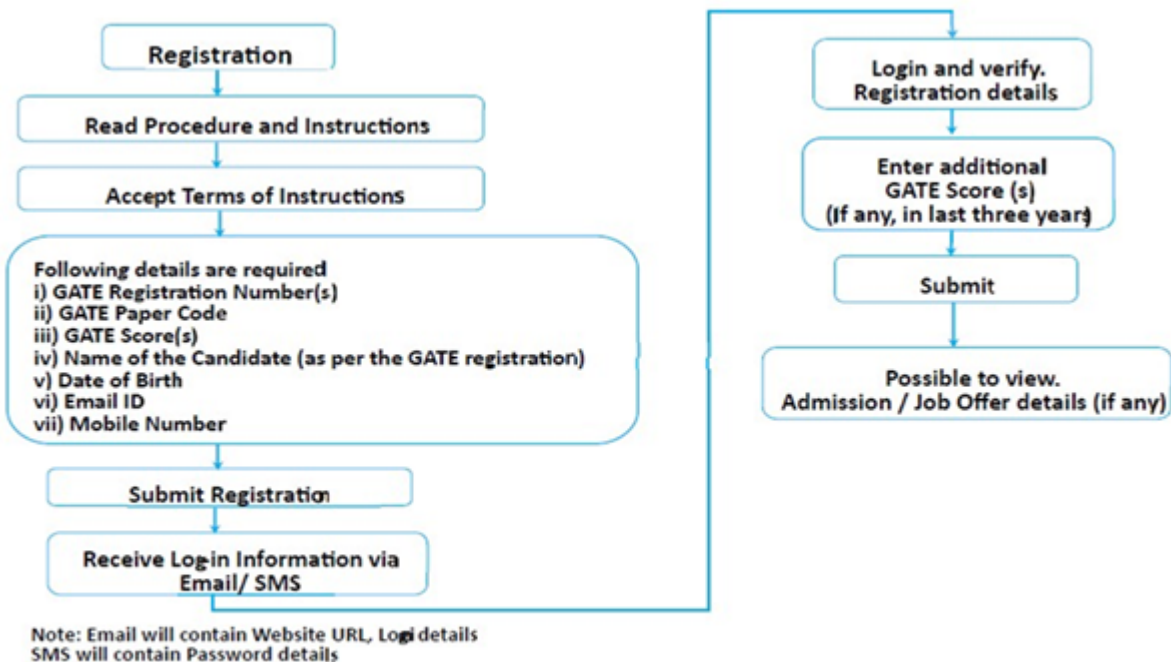 Registration
Read Procedure and Instructions
Accept Terms of Instructions
Following details are required
i) GATE Registration Number(s)
ii) GATE Paper Code
iii) GATE Score(s)
iv) Name of the Candidate (as per the GATE registration)
v) Date of Birth
vi) Email ID
vii) Mobile Number
Submit Registration
Receive Log-in Information via
Email/ SMS
Note: Email will contain Website URL, Logi details
SMS will contain Password details
Login and verify.
Registration details
Enter additional
GATE Score (s)
(If any, in last three years)
Submit
Possible to view.
Admission / Job Offer details (if any)